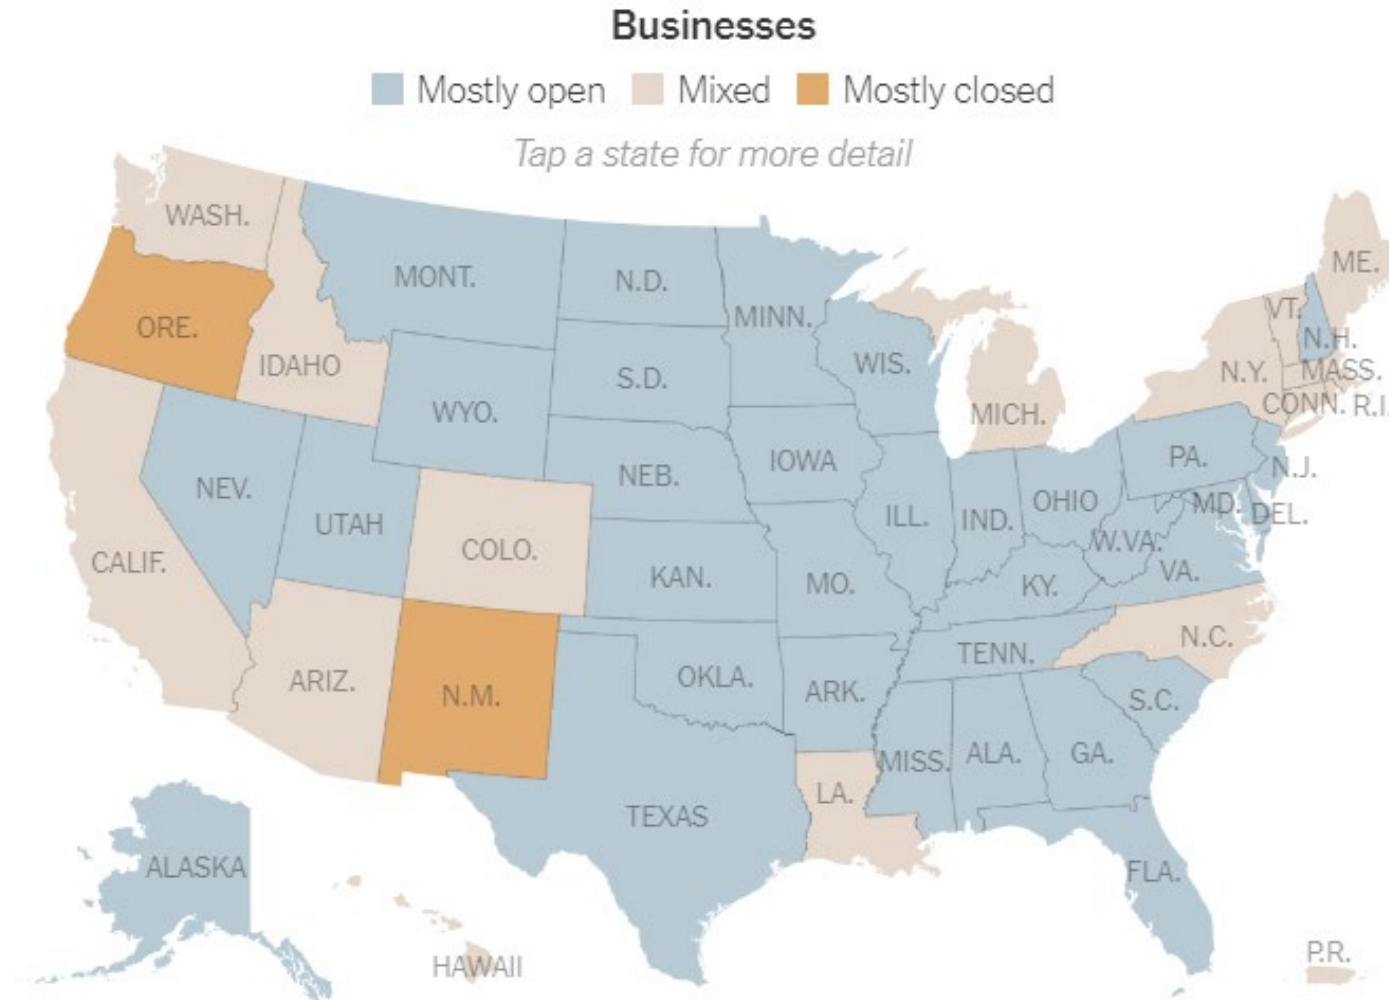 Businesses
Mostly open Mixed Mostly closed
Tap a state for more detail
WASH.
ORE.
IDAHO
MONT.
N.D.
MINN.
WIS.
MICH.
ME.
VT.
N.H.
MASS.
N.Y.
CONN. R.I.
WYO.
S.D.
NEB.
IOWA
ILL.
IND.
OHIO
PA.
N.J.
MD.
DEL.
W.VA.
VA.
NEV.
UTAH
COLO.
KAN.
MO.
KY.
CALIF.
ARIZ.
N.M.
OKLA.
ARK.
TENN.
N.C.
S.C.
MISS.
ALA.
GA.
LA.
TEXAS
FLA.
ALASKA
HAWAII
P.R.